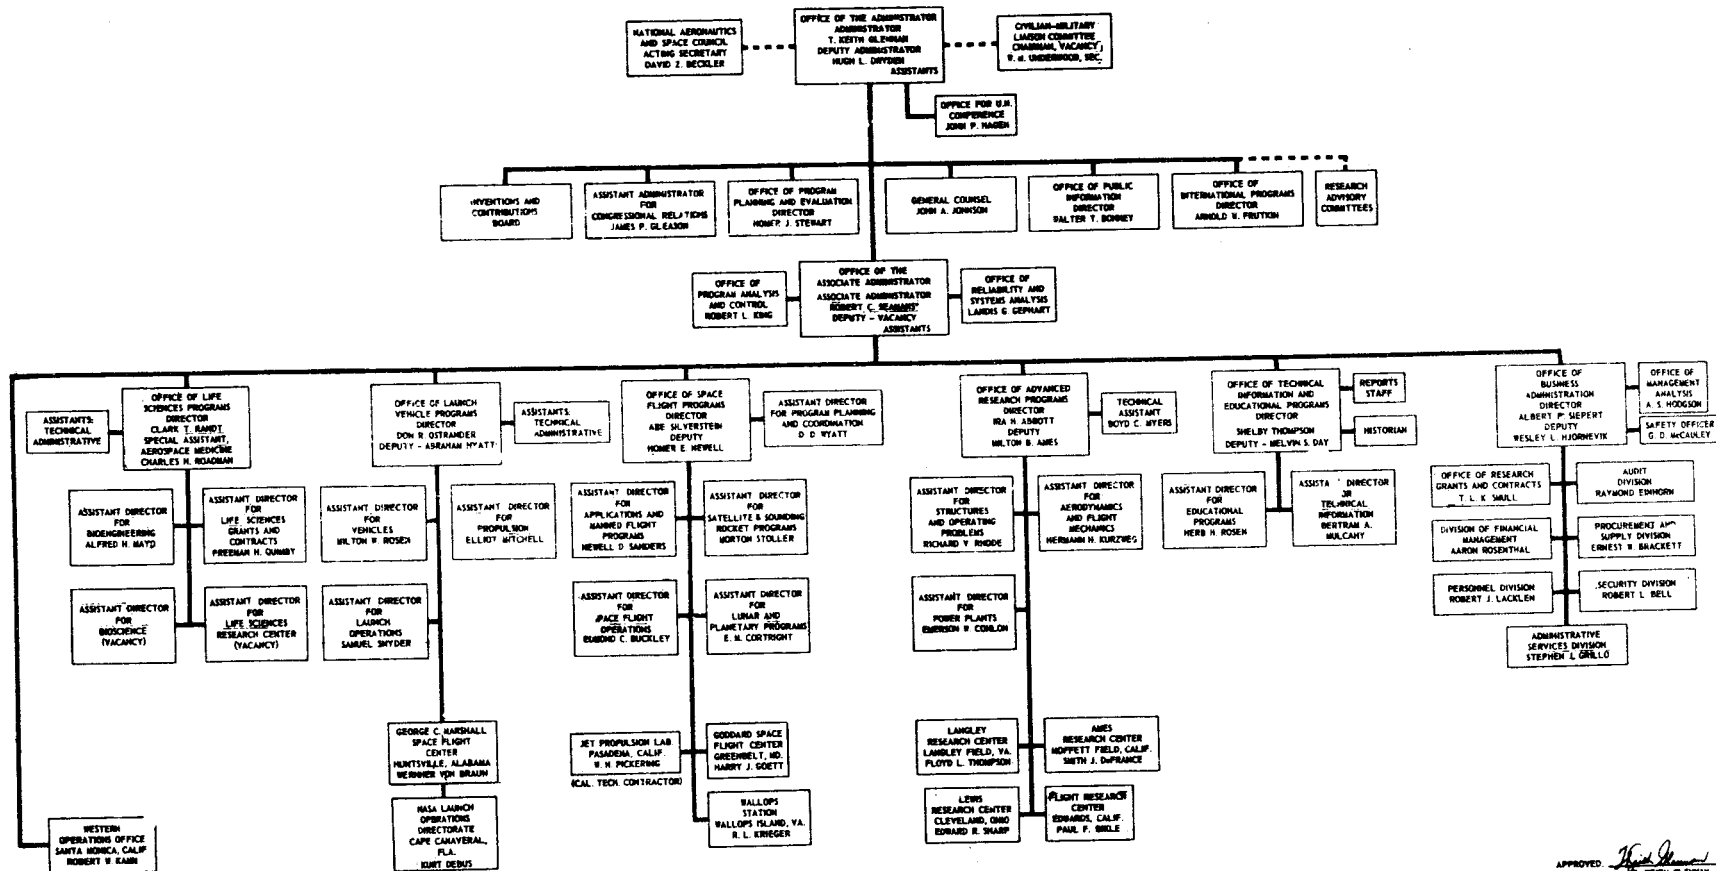 NATIONAL AERONAUTICS
AND SPACE COUNCIL
ACTING SECRETARY
DAVID Z. BECKLER
OFFICE OF THE ADMINISTRATOR
ADMINISTRATOR
T. KEITH GLENNAN
DEPUTY ADMINISTRATOR
HUGH L. DRYDEN
ASSISTANTS
CIVILIAN-MILITARY
LIAISON COMMITTEE
CHAIRMAN, VACANCY
W. M. UNDERWOOD, SEC.
OFFICE FOR U.N.
CONFERENCE
JOHN P. HAGEN
INVENTIONS AND
CONTRIBUTIONS
BOARD
ASSISTANT ADMINISTRATOR
FOR
CONGRESSIONAL RELATIONS
JAMES P. GLEASON
OFFICE OF PROGRAM
PLANNING AND EVALUATION
DIRECTOR
HOMER J. STEWART
GENERAL COUNSEL
JOHN A. JOHNSON
OFFICE OF PUBLIC
INFORMATION
DIRECTOR
WALTER T. BONNEY
OFFICE OF
INTERNATIONAL PROGRAMS
DIRECTOR
ARNOLD W. FRUTKIN
RESEARCH
ADVISORY
COMMITTEES
OFFICE OF
PROGRAM ANALYSIS
AND CONTROL
ROBERT L. KING
OFFICE OF THE
ASSOCIATE ADMINISTRATOR
ASSOCIATE ADMINISTRATOR
ROBERT C. SEAMANS
DEPUTY - VACANCY
ASSISTANTS
OFFICE OF
RELIABILITY AND
SYSTEMS ANALYSIS
LANDIS G. GEPHART
ASSISTANTS:
TECHNICAL
ADMINISTRATIVE
OFFICE OF LIFE
SCIENCES PROGRAMS
DIRECTOR
CLARK T. RANDT
SPECIAL ASSISTANT,
AEROSPACE MEDICINE
CHARLES H. ROADMAN
OFFICE OF LAUNCH
VEHICLE PROGRAMS
DIRECTOR
DON R. OSTRANDER
DEPUTY - ABRAHAM HYATT
ASSISTANTS:
TECHNICAL
ADMINISTRATIVE
OFFICE OF SPACE
FLIGHT PROGRAMS
DIRECTOR
ABE SILVERSTEIN
DEPUTY
HOMER E. NEWELL
ASSISTANT DIRECTOR
FOR PROGRAM PLANNING
AND COORDINATION
D D WYATT
OFFICE OF ADVANCED
RESEARCH PROGRAMS
DIRECTOR
IRA H. ABBOTT
DEPUTY
MILTON B. AMES
TECHNICAL
ASSISTANT
BOYD C. MYERS
OFFICE OF TECHNICAL
INFORMATION AND
EDUCATIONAL PROGRAMS
DIRECTOR
SHELBY THOMPSON
DEPUTY - MELVIN S. DAY
REPORTS
STAFF
HISTORIAN
OFFICE OF
BUSINESS
ADMINISTRATION
DIRECTOR
ALBERT P. SIEPERT
DEPUTY
WESLEY L. HJORNEVIK
OFFICE OF
MANAGEMENT
ANALYSIS
A. S. HODGSON
SAFETY OFFICER
G. D. McCAULEY
ASSISTANT DIRECTOR
FOR
BIOENGINEERING
ALFRED H. MAYO
ASSISTANT DIRECTOR
FOR
LIFE SCIENCES
GRANTS AND
CONTRACTS
FREEMAN H. QUIMBY
ASSISTANT DIRECTOR
FOR
VEHICLES
MILTON W. ROSEN
ASSISTANT DIRECTOR
FOR
PROPULSION
ELLIOT MITCHELL
ASSISTANT DIRECTOR
FOR
APPLICATIONS AND
MANNED FLIGHT
PROGRAMS
NEWELL D SANDERS
ASSISTANT DIRECTOR
FOR
SATELLITE & SOUNDING
ROCKET PROGRAMS
MORTON STOLLER
ASSISTANT DIRECTOR
FOR
STRUCTURES
AND OPERATING
PROBLEMS
RICHARD V. RHODE
ASSISTANT DIRECTOR
FOR
AERODYNAMICS
AND FLIGHT
MECHANICS
HERMANN H. KURZWEG
ASSISTANT DIRECTOR
FOR
EDUCATIONAL
PROGRAMS
HERB H. ROSEN
DIRECTOR
TECHNICAL
INFORMATION
BERTRAM A.
MULCAHY
OFFICE OF RESEARCH
GRANTS AND CONTRACTS
T. L. K SMULL
AUDIT
DIVISION
RAYMOND EINHORN
DIVISION OF FINANCIAL
MANAGEMENT
AARON ROSENTHAL
PROCUREMENT AND
SUPPLY DIVISION
ERNEST W. BRACKETT
PERSONNEL DIVISION
ROBERT J. LACKLEN
SECURITY DIVISION
ROBERT L. BELL
ADMINISTRATIVE
SERVICES DIVISION
STEPHEN J. GRILLO
ASSISTANT DIRECTOR
FOR
BIOSCIENCE
(VACANCY)
ASSISTANT DIRECTOR
FOR
LIFE SCIENCES
RESEARCH CENTER
(VACANCY)
ASSISTANT DIRECTOR
FOR
LAUNCH
OPERATIONS
SAMUEL SNYDER
ASSISTANT DIRECTOR
FOR
SPACE FLIGHT
OPERATIONS
EDMOND C. BUCKLEY
ASSISTANT DIRECTOR
FOR
LUNAR AND
PLANETARY PROGRAMS
E. M. CORTRIGHT
ASSISTANT DIRECTOR
FOR
POWER PLANTS
EMERSON W. CONLON
GEORGE C. MARSHALL
SPACE FLIGHT
CENTER
HUNTSVILLE, ALABAMA
WERNHER VON BRAUN
JET PROPULSION LAB.
PASADENA, CALIF.
W. H. PICKERING
(CAL. TECH. CONTRACTOR)
GODDARD SPACE
FLIGHT CENTER
GREENBELT, MD.
HARRY J. GOETT
LANGLEY
RESEARCH CENTER
LANGLEY FIELD, VA.
FLOYD L. THOMPSON
AMES
RESEARCH CENTER
MOFFETT FIELD, CALIF.
SMITH J. DeFRANCE
WESTERN
OPERATIONS OFFICE
SANTA MONICA, CALIF
ROBERT W. KAMM
NASA LAUNCH
OPERATIONS
DIRECTORATE
CAPE CANAVERAL,
FLA.
KURT DEBUS
WALLOPS
STATION
WALLOPS ISLAND, VA.
R. L. KRIEGER
LEWIS
RESEARCH CENTER
CLEVELAND, OHIO
EDWARD R. SHARP
FLIGHT RESEARCH
CENTER
EDWARDS, CALIF.
PAUL F. BIKLE
APPROVED.